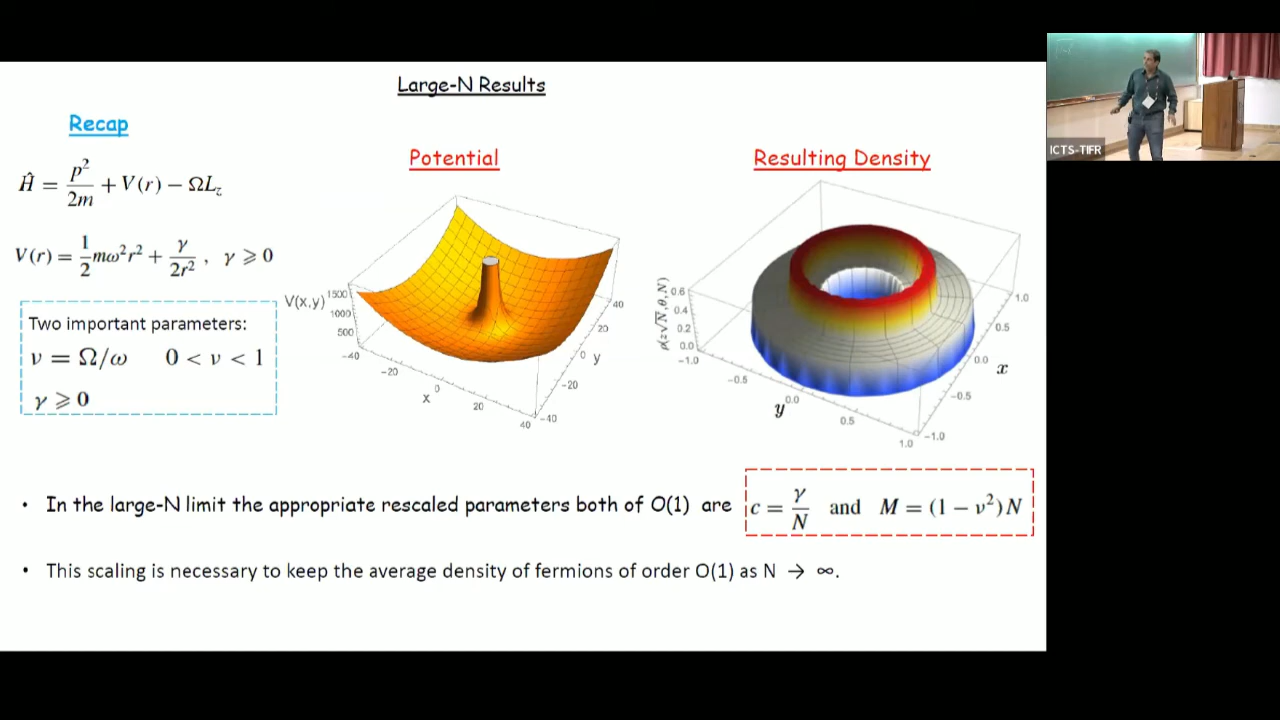 Large-N Results
Recap
Ĥ = p²/2m + V(r) − ΩL_z
V(r) = 1/2 mω²r² + γ/2r² , γ ⩾ 0
Two important parameters:
ν = Ω/ω 0 < ν < 1
γ ⩾ 0
Potential
V(x,y)
1500
1000
500
−40
−20
0
20
40
x
−40
−20
0
20
40
y
Resulting Density
ρ(z√N,θ,N)
0.6
0.4
0.2
0.0
−1.0
−0.5
0.0
0.5
1.0
y
−1.0
−0.5
0.0
0.5
1.0
x
• In the large-N limit the appropriate rescaled parameters both of O(1) are c = γ/N and M = (1 − ν²)N
• This scaling is necessary to keep the average density of fermions of order O(1) as N → ∞.
ICTS-TIFR